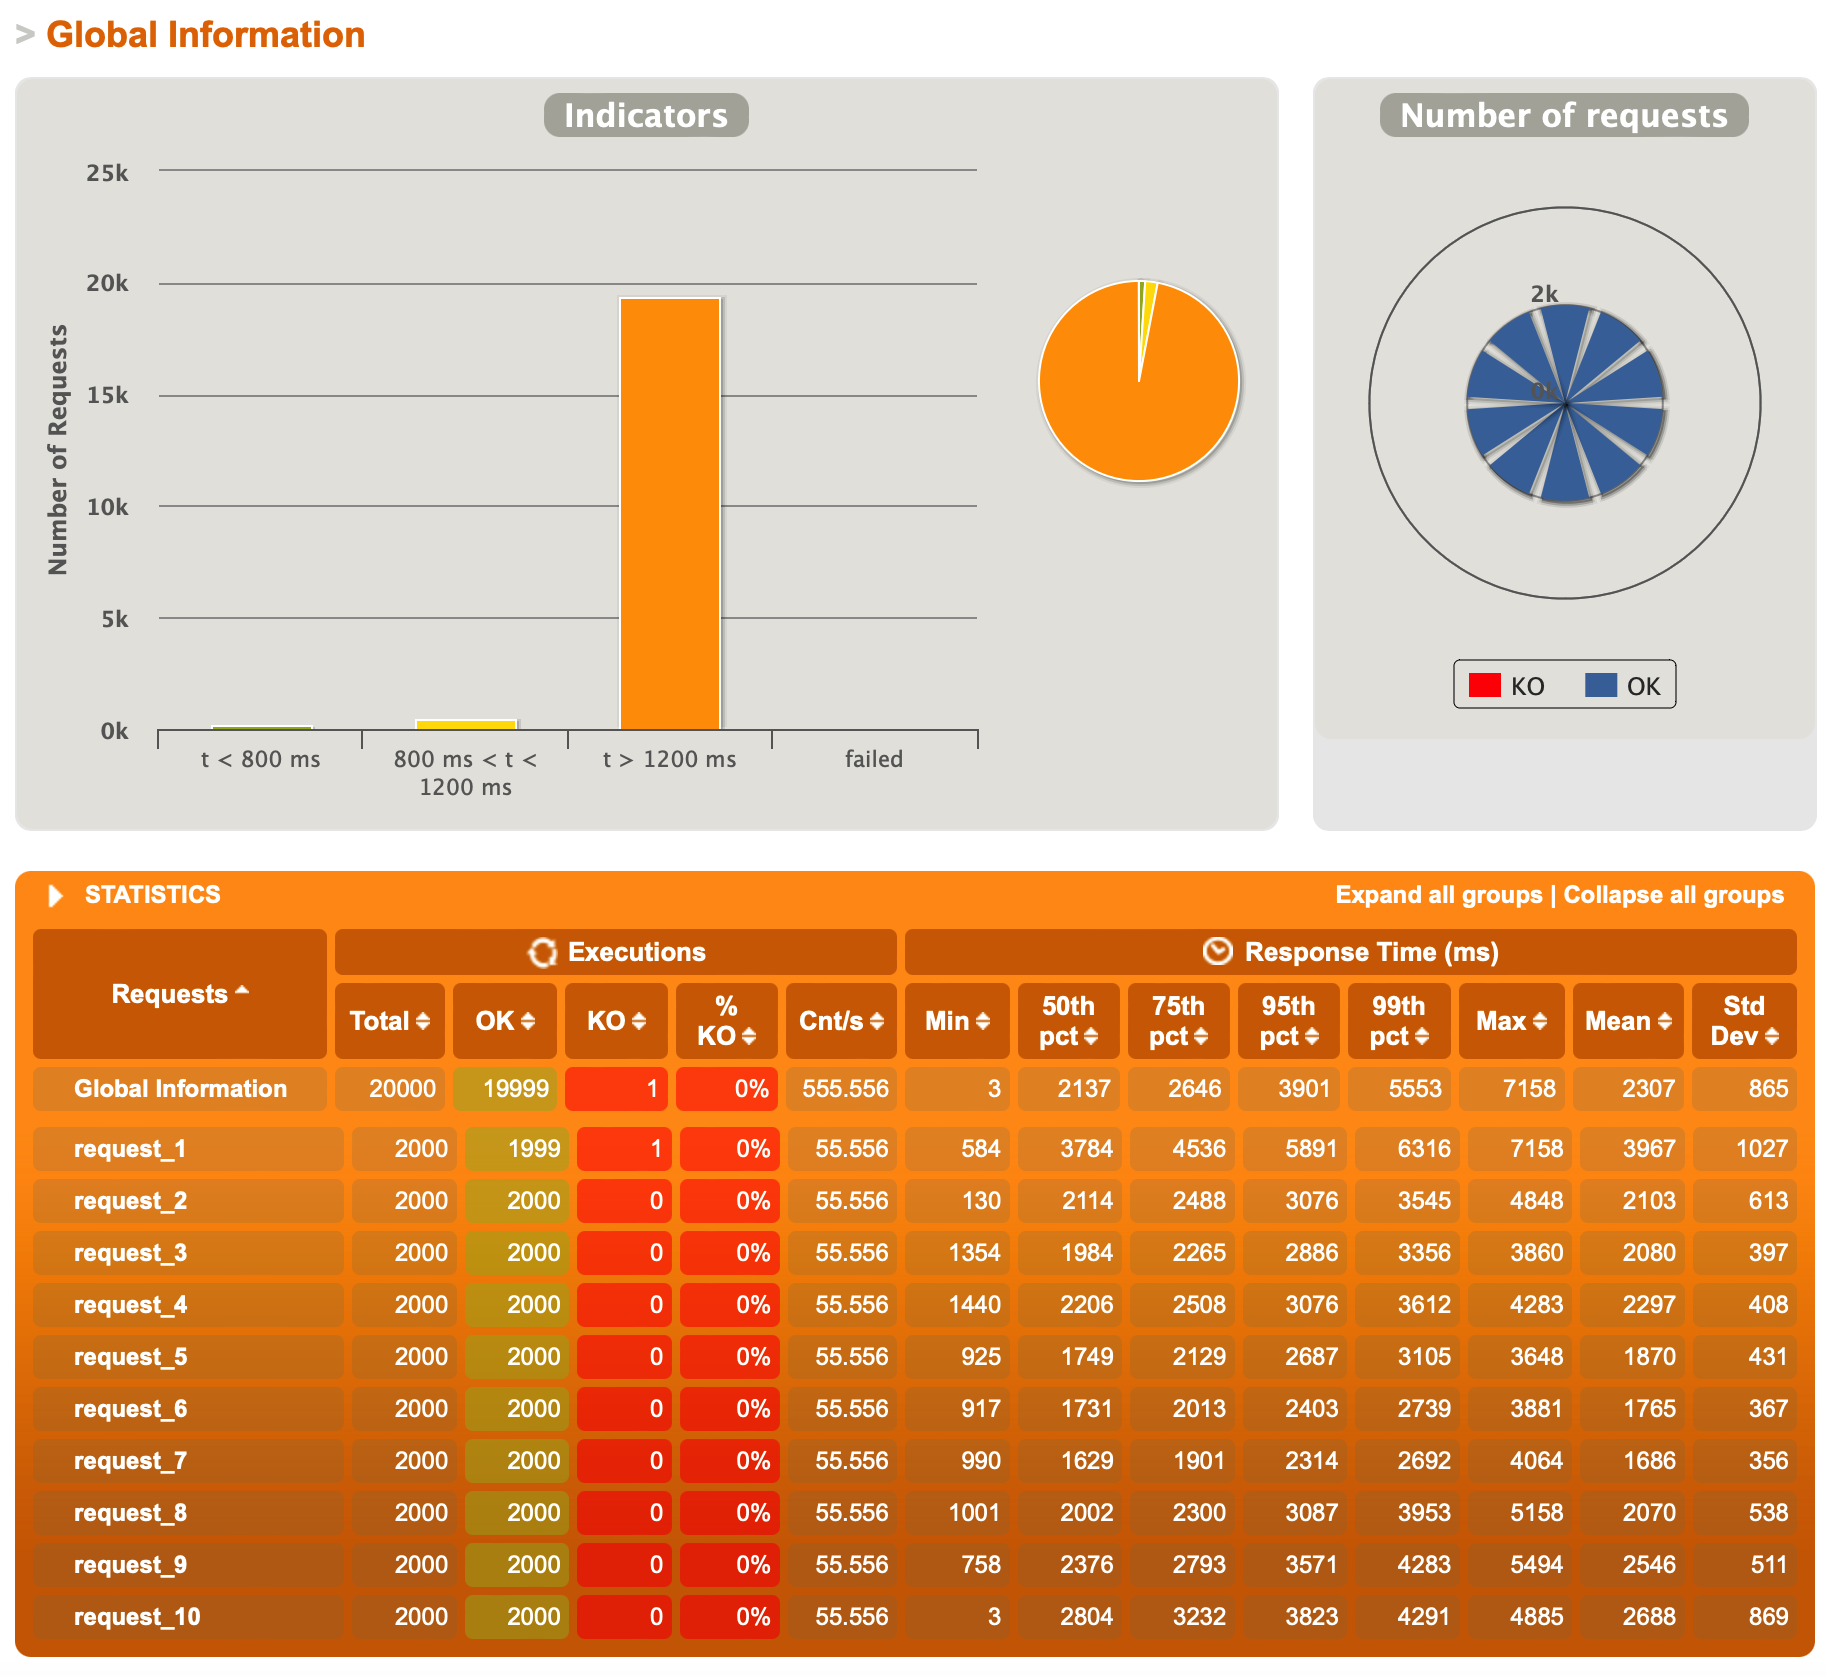 > Global Information
Indicators
25k
20k
15k
10k
5k
0k
Number of Requests
t < 800 ms
800 ms < t <
1200 ms
t > 1200 ms
failed
Number of requests
2k
0k
KO OK
STATISTICS Expand all groups | Collapse all groups
Requests Executions Response Time (ms)
Total OK KO % KO Cnt/s Min 50th pct 75th pct 95th pct 99th pct Max Mean Std Dev
Global Information 20000 19999 1 0% 555.556 3 2137 2646 3901 5553 7158 2307 865
request_1 2000 1999 1 0% 55.556 584 3784 4536 5891 6316 7158 3967 1027
request_2 2000 2000 0 0% 55.556 130 2114 2488 3076 3545 4848 2103 613
request_3 2000 2000 0 0% 55.556 1354 1984 2265 2886 3356 3860 2080 397
request_4 2000 2000 0 0% 55.556 1440 2206 2508 3076 3612 4283 2297 408
request_5 2000 2000 0 0% 55.556 925 1749 2129 2687 3105 3648 1870 431
request_6 2000 2000 0 0% 55.556 917 1731 2013 2403 2739 3881 1765 367
request_7 2000 2000 0 0% 55.556 990 1629 1901 2314 2692 4064 1686 356
request_8 2000 2000 0 0% 55.556 1001 2002 2300 3087 3953 5158 2070 538
request_9 2000 2000 0 0% 55.556 758 2376 2793 3571 4283 5494 2546 511
request_10 2000 2000 0 0% 55.556 3 2804 3232 3823 4291 4885 2688 869